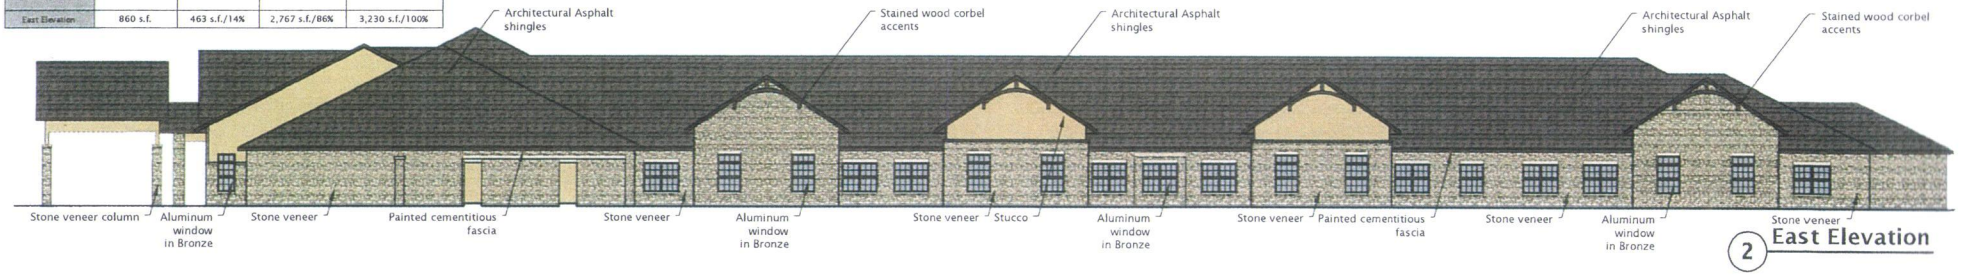 East Elevation 860 s.f. 463 s.f./14% 2,767 s.f./86% 3,230 s.f./100%
Architectural Asphalt
shingles
Stained wood corbel
accents
Architectural Asphalt
shingles
Architectural Asphalt
shingles
Stained wood corbel
accents
Stone veneer column
Aluminum
window
in Bronze
Stone veneer
Painted cementitious
fascia
Stone veneer
Aluminum
window
in Bronze
Stone veneer
Stucco
Aluminum
window
in Bronze
Stone veneer
Painted cementitious
fascia
Stone veneer
Aluminum
window
in Bronze
Stone veneer
2 East Elevation